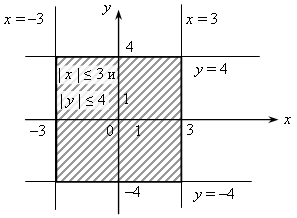 x = –3
y
x = 3
4
y = 4
| x | ≤ 3 и
| y | ≤ 4
1
–3
0
1
3
x
–4
y = –4